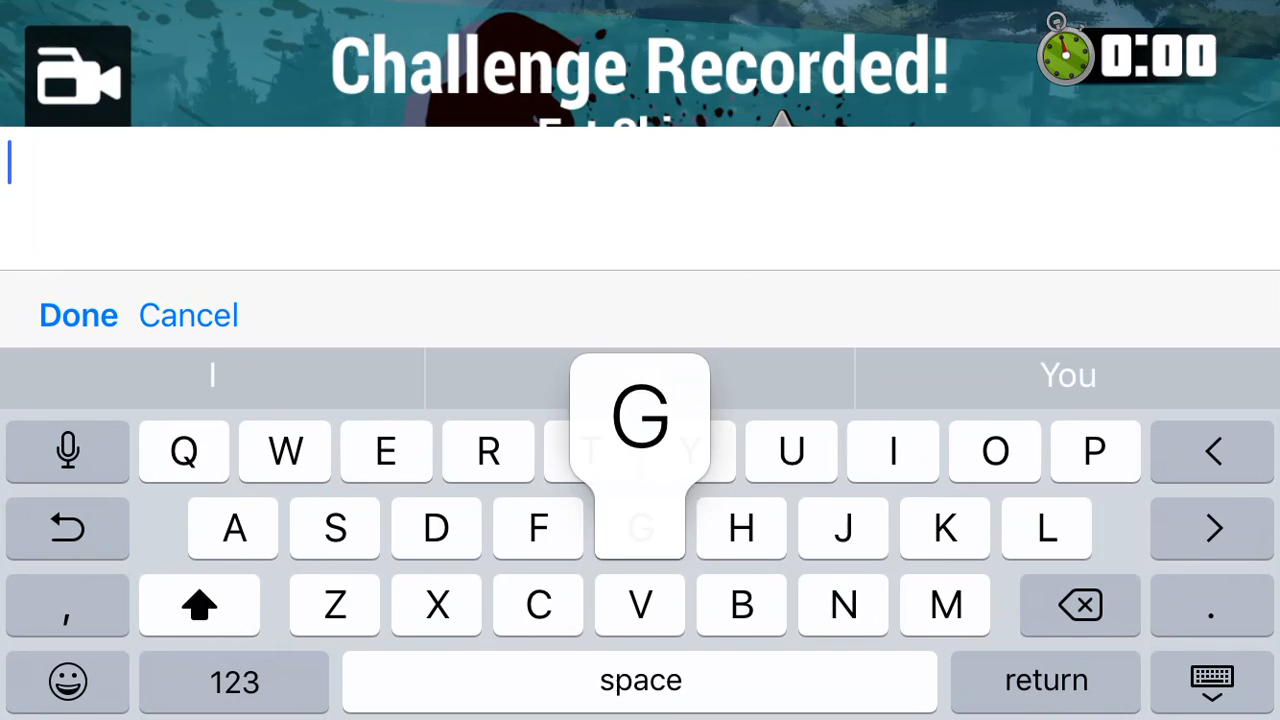 Challenge Recorded!
0:00
Done Cancel
I You
G
Q W E R T Y U I O P <
A S D F G H J K L >
, Z X C V B N M .
123 space return